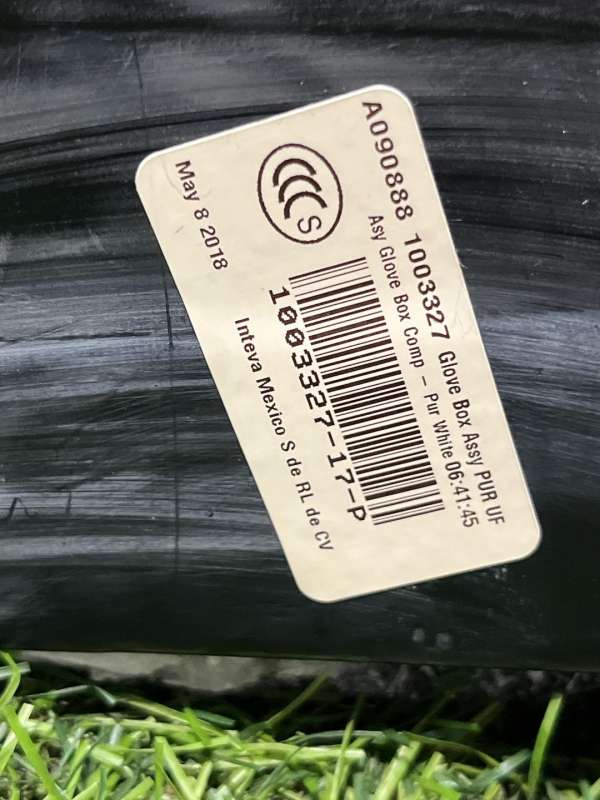 A090888 1003327 Glove Box Assy PUR UF
Asy Glove Box Comp - Pur White 06:41:45
CCC S
1003327-17-P
May 8 2018
Inteva Mexico S de RL de CV